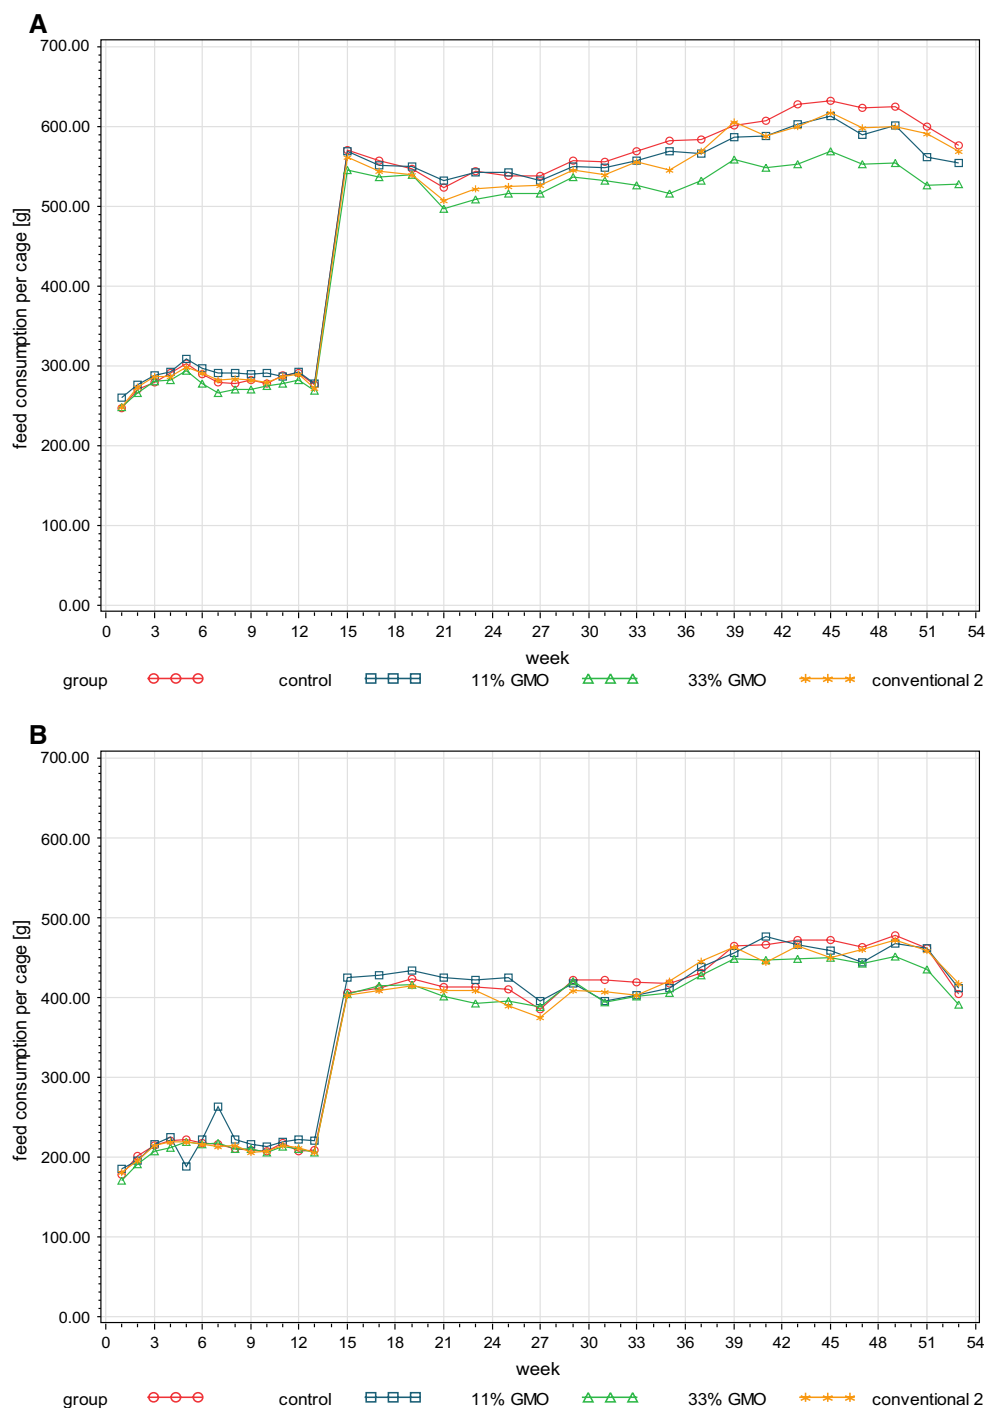 A
700.00
600.00
500.00
400.00
300.00
200.00
100.00
0.00
feed consumption per cage [g]
0 3 6 9 12 15 18 21 24 27 30 33 36 39 42 45 48 51 54
week
group control 11% GMO 33% GMO conventional 2
B
700.00
600.00
500.00
400.00
300.00
200.00
100.00
0.00
feed consumption per cage [g]
0 3 6 9 12 15 18 21 24 27 30 33 36 39 42 45 48 51 54
week
group control 11% GMO 33% GMO conventional 2